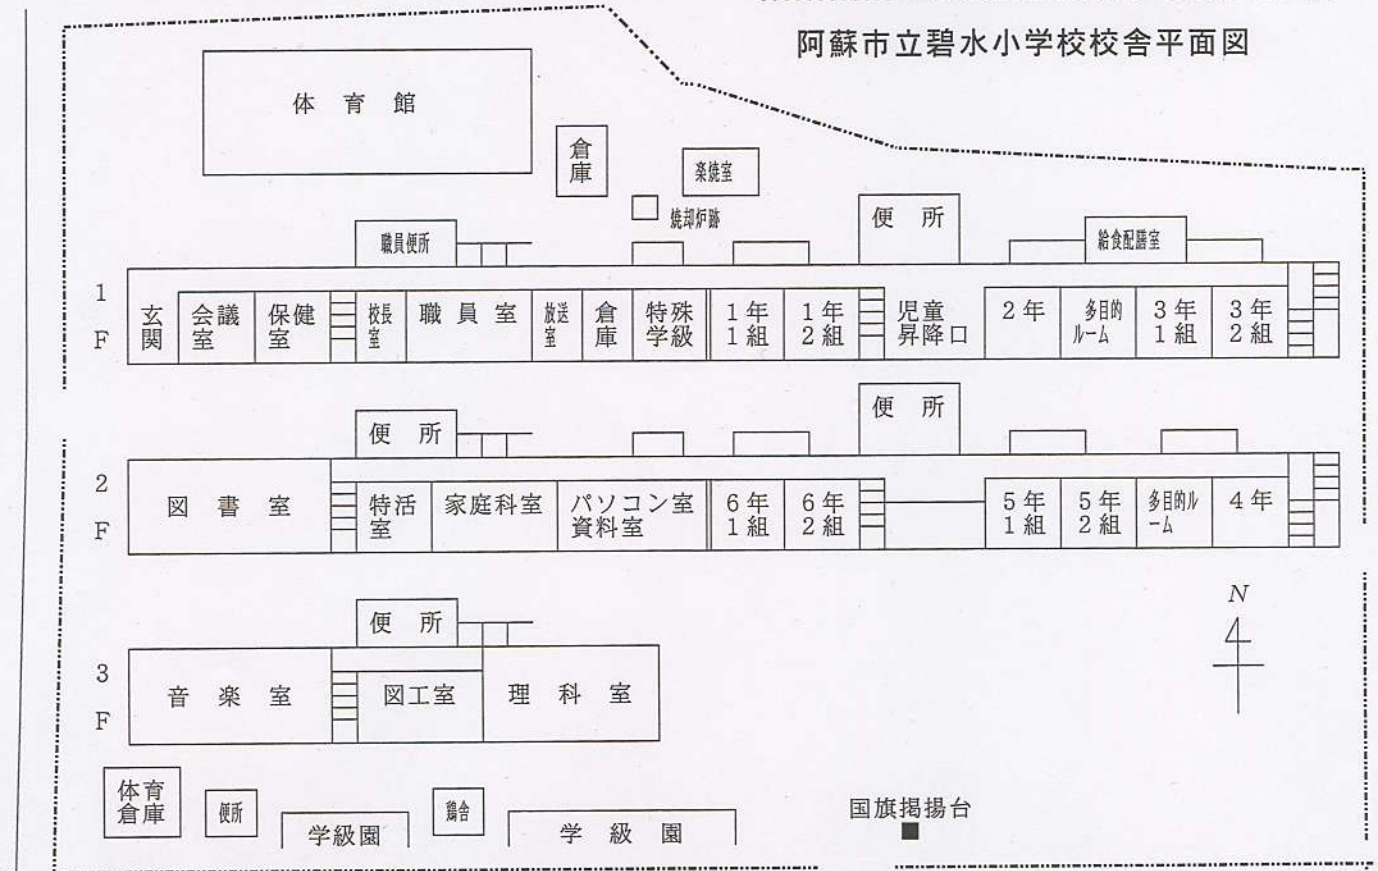 阿蘇市立碧水小学校校舎平面図
体育館
倉
庫
楽焼室
焼却炉跡
職員便所
便所
給食配膳室
1
F
玄
関
会議
室
保健
室
校長
室
職員室
放送
室
倉
庫
特殊
学級
1年
1組
1年
2組
児童
昇降口
2年
多目的
ルーム
3年
1組
3年
2組
便所
便所
2
F
図書室
特活
室
家庭科室
パソコン室
資料室
6年
1組
6年
2組
5年
1組
5年
2組
多目的ル
ーム
4年
N
便所
3
F
音楽室
図工室
理科室
体育
倉庫
便所
学級園
鶏舎
学級園
国旗掲揚台